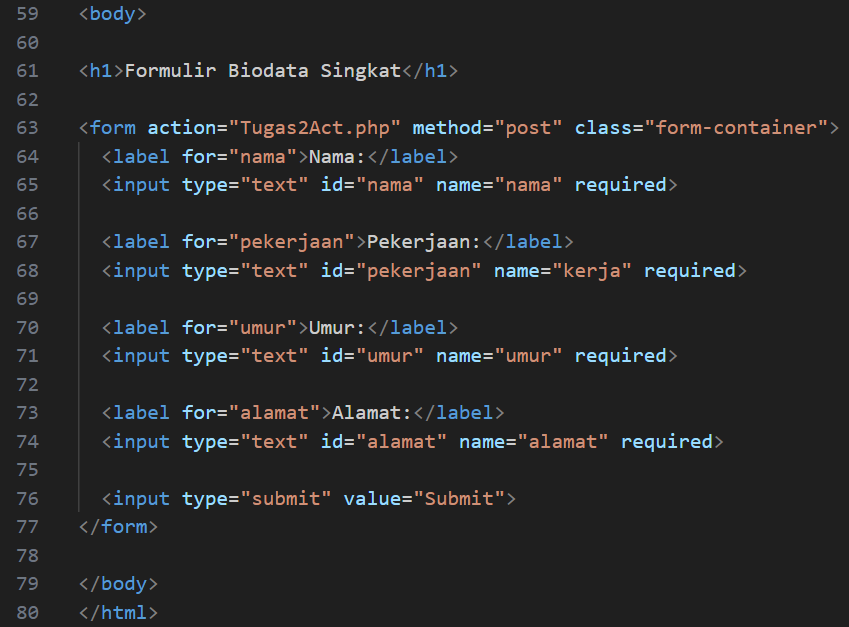 59 <body>
60
61 <h1>Formulir Biodata Singkat</h1>
62
63 <form action="Tugas2Act.php" method="post" class="form-container">
64   <label for="nama">Nama:</label>
65   <input type="text" id="nama" name="nama" required>
66
67   <label for="pekerjaan">Pekerjaan:</label>
68   <input type="text" id="pekerjaan" name="kerja" required>
69
70   <label for="umur">Umur:</label>
71   <input type="text" id="umur" name="umur" required>
72
73   <label for="alamat">Alamat:</label>
74   <input type="text" id="alamat" name="alamat" required>
75
76   <input type="submit" value="Submit">
77 </form>
78
79 </body>
80 </html>